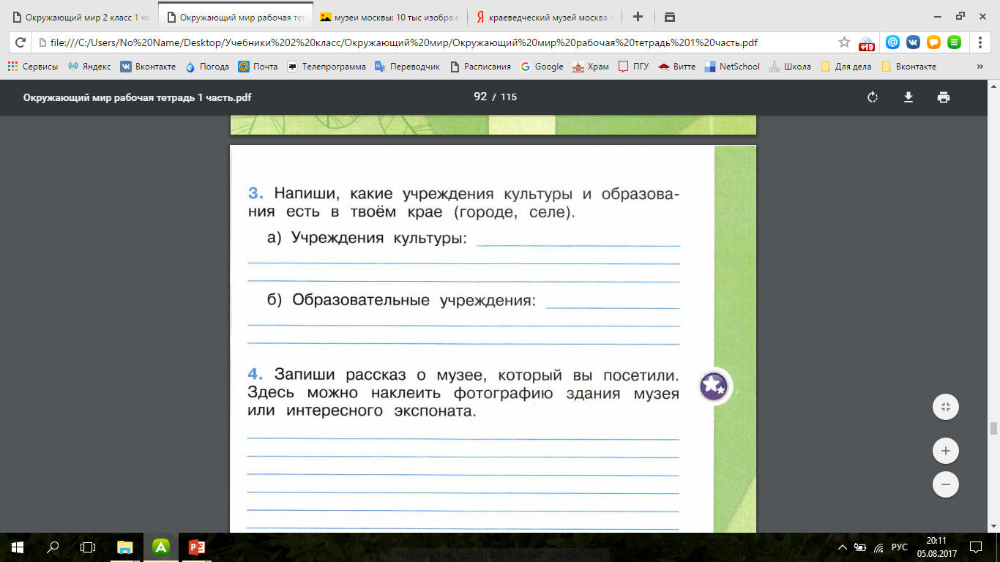 Окружающий мир 2 класс 1 ча
Окружающий мир рабочая тет
музеи москвы: 10 тыс изображ
краеведческий музей москва –
file:///C:/Users/No%20Name/Desktop/Учебники%202%20класс/Окружающий%20мир/Окружающий%20мир%20рабочая%20тетрадь%201%20часть.pdf
+19
Сервисы Яндекс Вконтакте Погода Почта Телепрограмма Переводчик Расписания Google Храм ПГУ Витте NetSchool Школа Для дела Вконтакте »
Окружающий мир рабочая тетрадь 1 часть.pdf
92 / 115
3. Напиши, какие учреждения культуры и образова-
ния есть в твоём крае (городе, селе).
а) Учреждения культуры:
б) Образовательные учреждения:
4. Запиши рассказ о музее, который вы посетили.
Здесь можно наклеить фотографию здания музея
или интересного экспоната.
РУС
20:11
05.08.2017